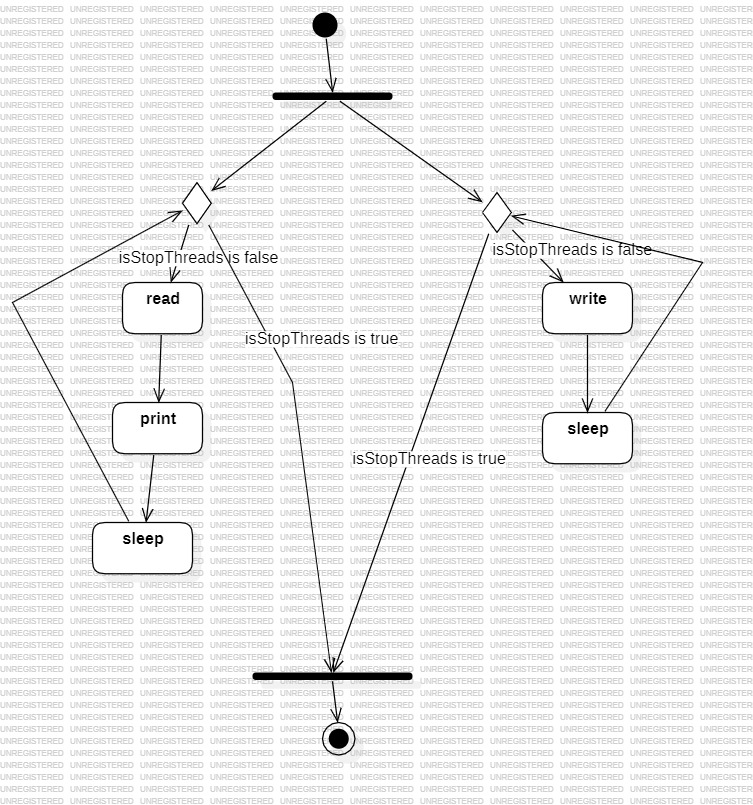 isStopThreads is false
isStopThreads is false
read
write
isStopThreads is true
print
sleep
isStopThreads is true
sleep
UNREGISTERED